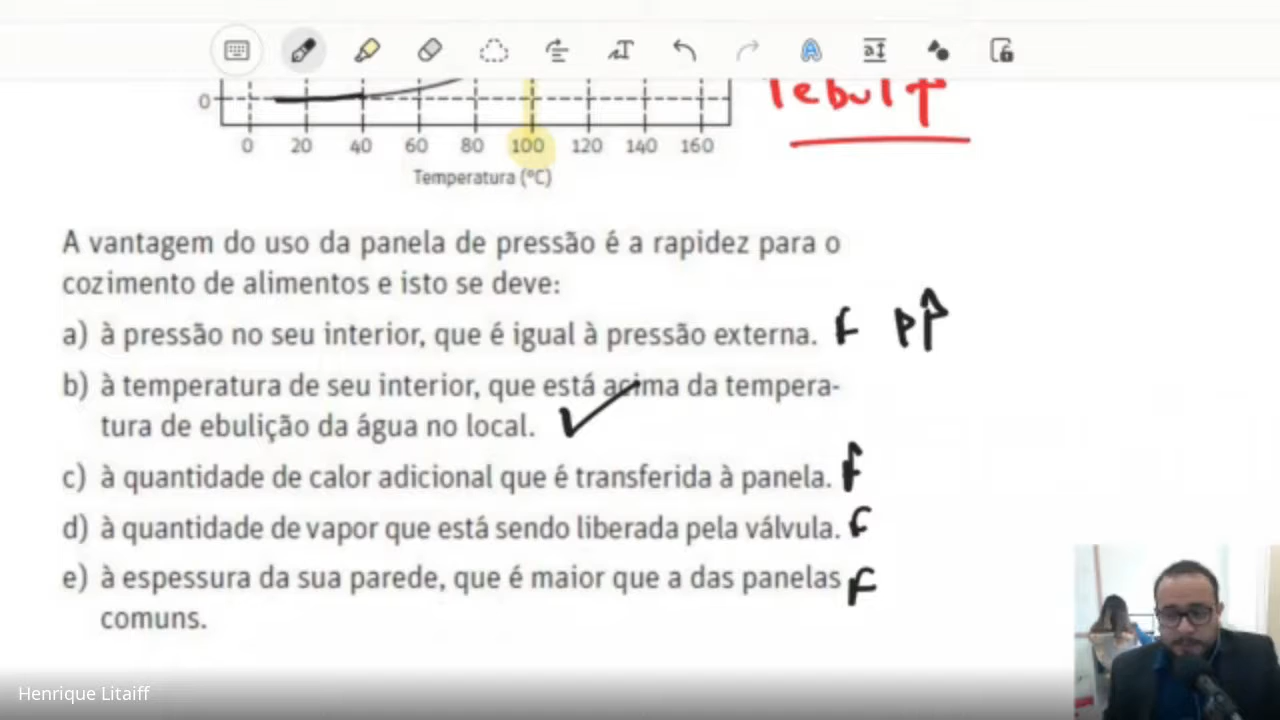 Tebul↑
0
0 20 40 60 80 100 120 140 160
Temperatura (°C)
A vantagem do uso da panela de pressão é a rapidez para o
cozimento de alimentos e isto se deve:
a) à pressão no seu interior, que é igual à pressão externa. F P↑
b) à temperatura de seu interior, que está acima da tempera-
tura de ebulição da água no local. ✓
c) à quantidade de calor adicional que é transferida à panela. F
d) à quantidade de vapor que está sendo liberada pela válvula. F
e) à espessura da sua parede, que é maior que a das panelas F
comuns.
Henrique Litaiff